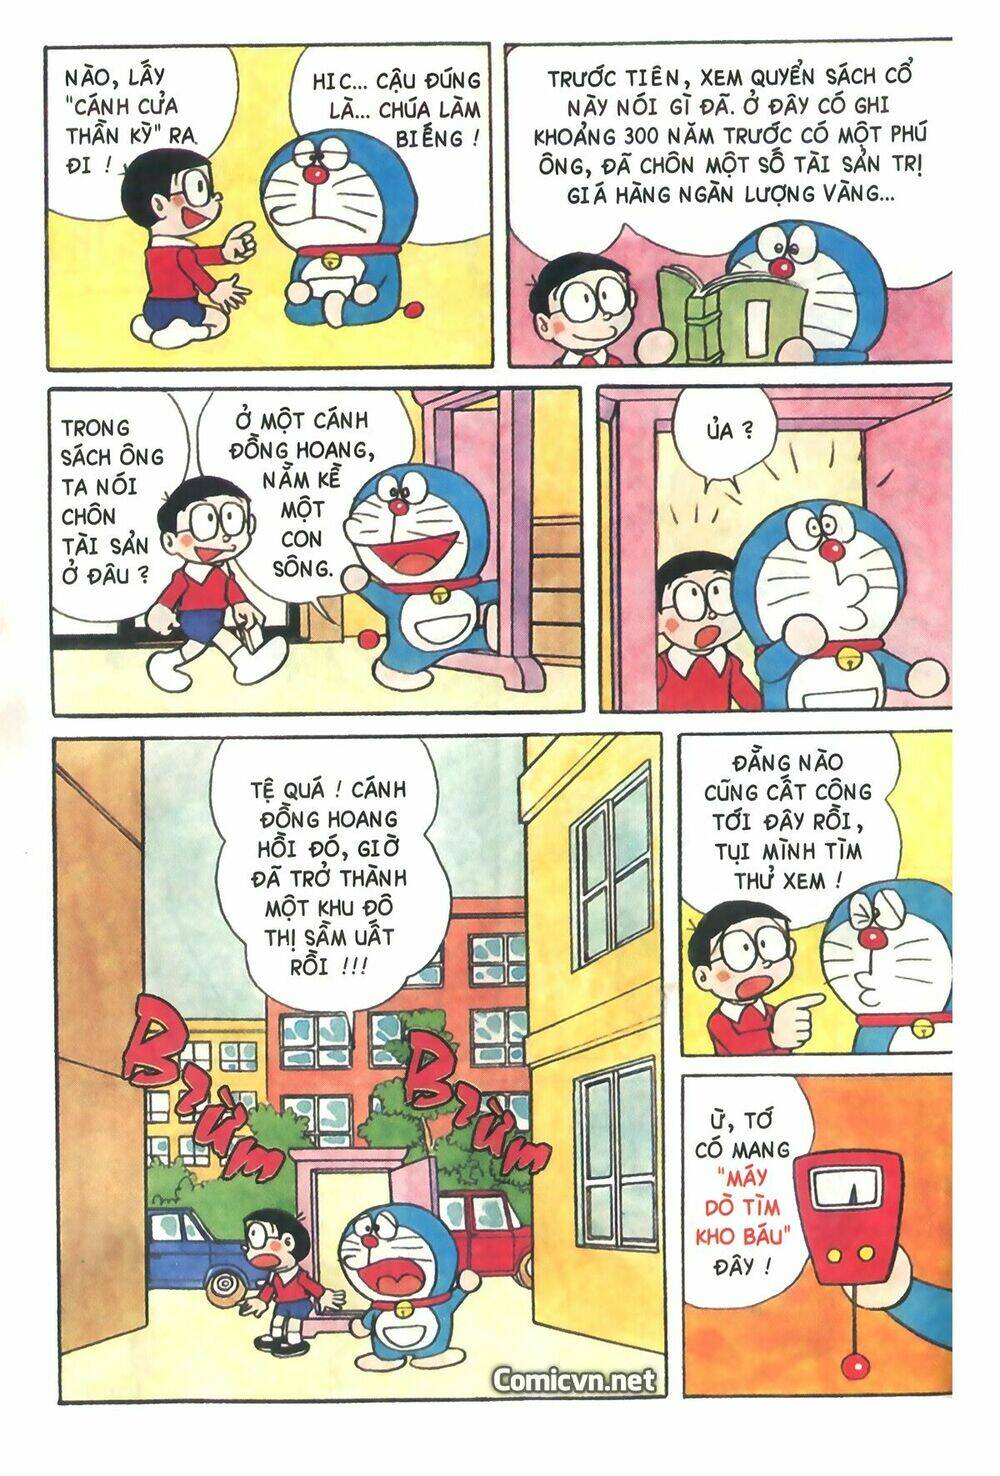 NÀO, LẤY
"CÁNH CỬA
THẦN KỲ" RA
ĐI !
HIC... CẬU ĐÚNG
LÀ... CHÚA LÀM
BIẾNG !
TRƯỚC TIÊN, XEM QUYỂN SÁCH CỔ
NÀY NÓI GÌ ĐÃ. Ở ĐÂY CÓ GHI
KHOẢNG 300 NĂM TRƯỚC CÓ MỘT PHÚ
ÔNG, ĐÃ CHÔN MỘT SỐ TÀI SẢN TRỊ
GIÁ HÀNG NGÀN LƯỢNG VÀNG...
TRONG
SÁCH ÔNG
TA NÓI
CHÔN
TÀI SẢN
Ở ĐÂU ?
Ở MỘT CÁNH
ĐỒNG HOANG,
NẰM KỀ
MỘT
CON
SÔNG.
ỦA ?
TỆ QUÁ ! CÁNH
ĐỒNG HOANG
HỒI ĐÓ, GIỜ
ĐÃ TRỞ THÀNH
MỘT KHU ĐÔ
THỊ SẦM UẤT
RỒI !!!
BRÙM
BRÙM
ĐẰNG NÀO
CŨNG CẤT CÔNG
TỚI ĐÂY RỒI,
TỤI MÌNH TÌM
THỬ XEM !
Ừ, TỚ
CÓ MANG
"MÁY
DÒ TÌM
KHO BÁU"
ĐÂY !
Comicvn.net